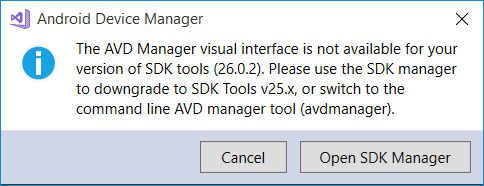 Android Device Manager
The AVD Manager visual interface is not available for your
version of SDK tools (26.0.2). Please use the SDK manager
to downgrade to SDK Tools v25.x, or switch to the
command line AVD manager tool (avdmanager).
Cancel
Open SDK Manager